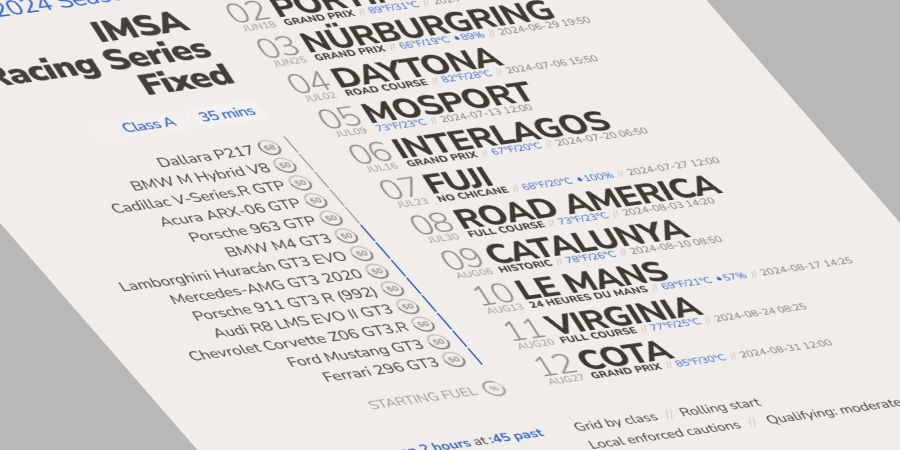 2024 Season
IMSA
Racing Series
Fixed
Class A 35 mins
Dallara P217 68
BMW M Hybrid V8 50
Cadillac V-Series.R GTP 50
Acura ARX-06 GTP 50
Porsche 963 GTP 50
BMW M4 GT3 50
Lamborghini Huracán GT3 EVO 50
Mercedes-AMG GT3 2020 50
Porsche 911 GT3 R (992) 50
Audi R8 LMS EVO II GT3 50
Chevrolet Corvette Z06 GT3.R 50
Ford Mustang GT3 50
Ferrari 296 GT3 50
STARTING FUEL %
02
JUN18 GRAND PRIX // 89°F/31°C //
03 NÜRBURGRING
JUN25 GRAND PRIX // 66°F/19°C 89% // 2024-06-29 19:50
04 DAYTONA
JUL02 ROAD COURSE // 82°F/28°C // 2024-07-06 15:50
05 MOSPORT
JUL09 73°F/23°C // 2024-07-13 12:00
06 INTERLAGOS
JUL16 GRAND PRIX // 67°F/20°C // 2024-07-20 06:50
07 FUJI
JUL23 NO CHICANE // 68°F/20°C 100% // 2024-07-27 12:00
08 ROAD AMERICA
JUL30 FULL COURSE // 73°F/23°C // 2024-08-03 14:20
09 CATALUNYA
AUG06 HISTORIC // 78°F/26°C // 2024-08-10 08:50
10 LE MANS
AUG13 24 HEURES DU MANS // 69°F/21°C 57% // 2024-08-17 14:25
11 VIRGINIA
AUG20 FULL COURSE // 77°F/25°C // 2024-08-24 08:25
12 COTA
AUG27 GRAND PRIX // 85°F/30°C // 2024-08-31 12:00
2 hours at :45 past
Grid by class // Rolling start
Local enforced cautions // Qualifying: moderate